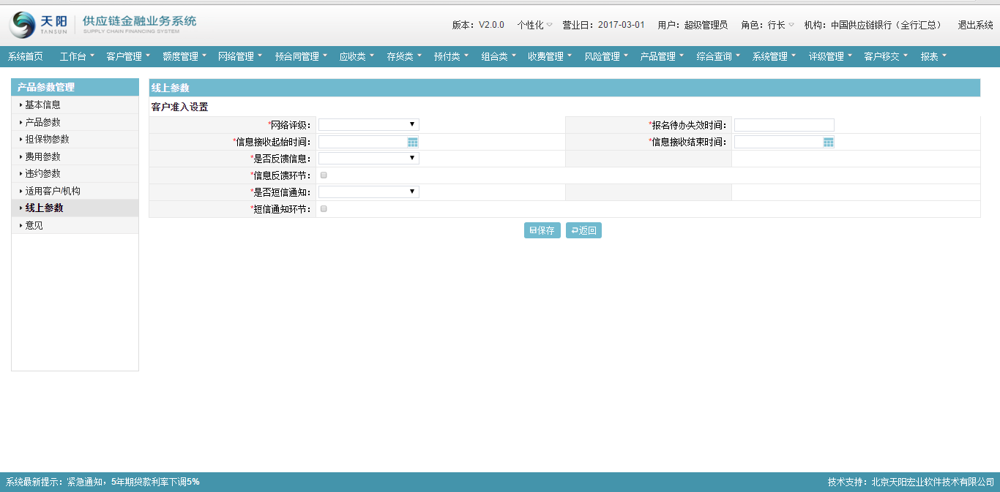 天阳 供应链金融业务系统
TANSUN SUPPLY CHAIN FINANCING SYSTEM
版本：V2.0.0 个性化 营业日：2017-03-01 用户：超级管理员 角色：行长 机构：中国供应链银行（全行汇总） 退出系统
系统首页 工作台 客户管理 额度管理 网络管理 预合同管理 应收类 存货类 预付类 组合类 收费管理 风险管理 产品管理 综合查询 系统管理 评级管理 客户移交 报表
产品参数管理
基本信息
产品参数
担保物参数
费用参数
违约参数
适用客户/机构
线上参数
意见
线上参数
客户准入设置
*网络评级： *报名待办失效时间：
*信息接收起始时间： *信息接收结束时间：
*是否反馈信息：
*信息反馈环节：
*是否短信通知：
*短信通知环节：
保存 返回
系统最新提示：紧急通知，5年期贷款利率下调5% 技术支持：北京天阳宏业软件技术有限公司